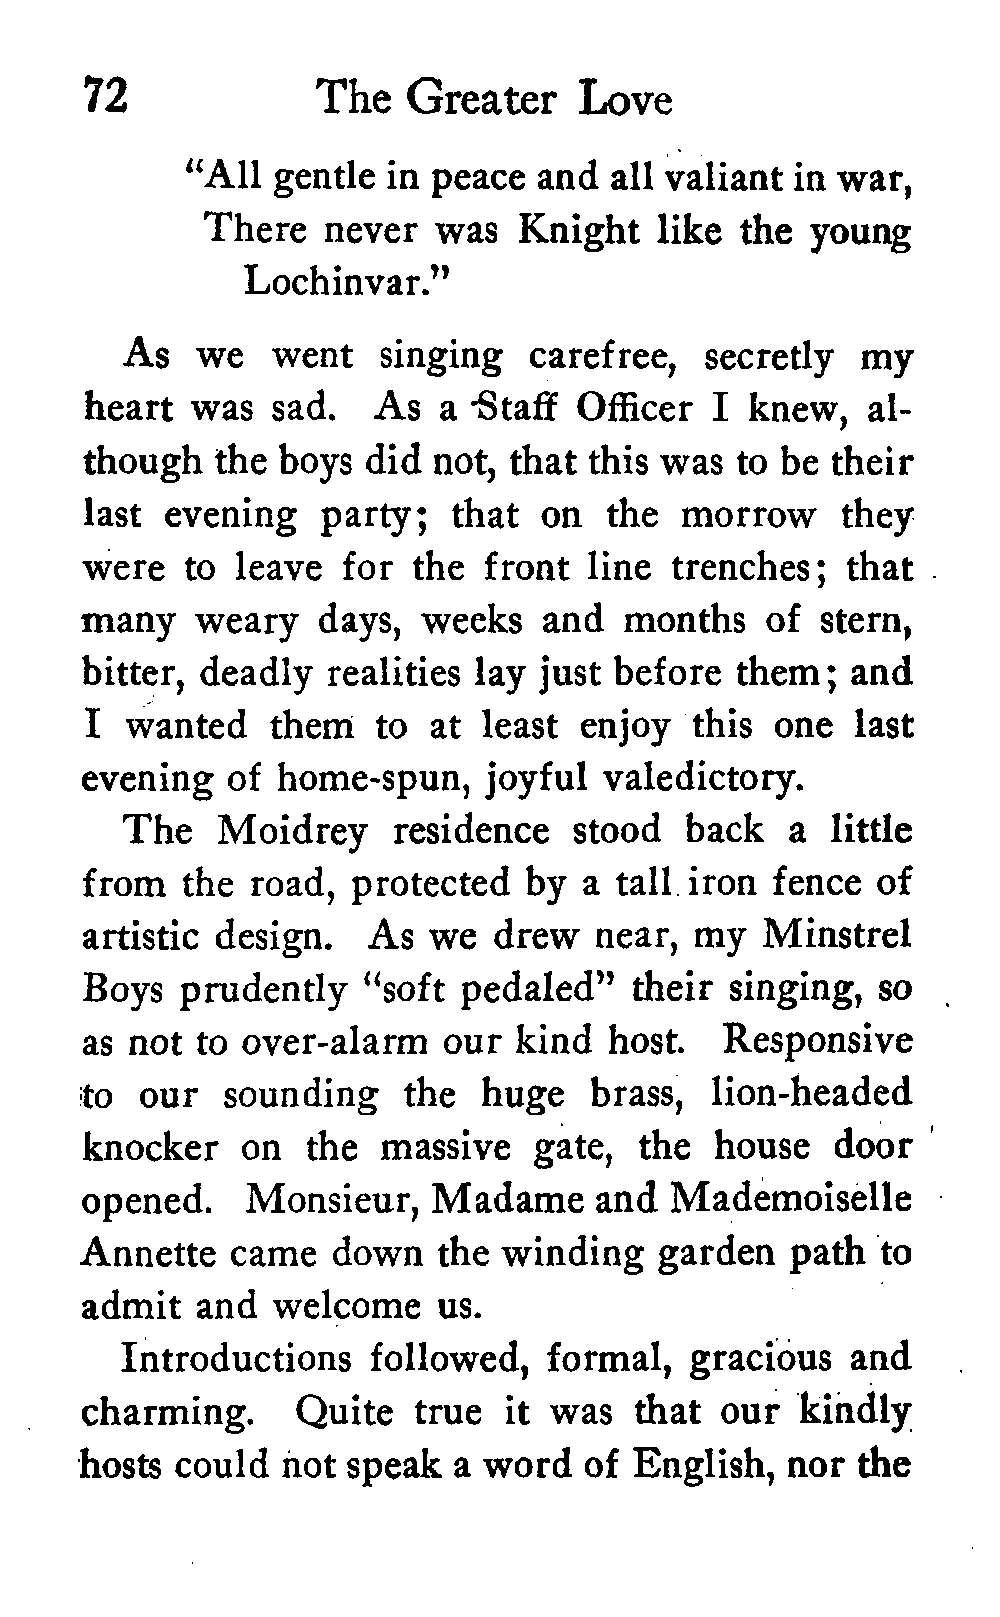 72 The Greater Love
"All gentle in peace and all valiant in war,
There never was Knight like the young
Lochinvar."
As we went singing carefree, secretly my
heart was sad. As a Staff Officer I knew, al-
though the boys did not, that this was to be their
last evening party; that on the morrow they
were to leave for the front line trenches; that
many weary days, weeks and months of stern,
bitter, deadly realities lay just before them; and
I wanted them to at least enjoy this one last
evening of home-spun, joyful valedictory.
The Moidrey residence stood back a little
from the road, protected by a tall iron fence of
artistic design. As we drew near, my Minstrel
Boys prudently "soft pedaled" their singing, so
as not to over-alarm our kind host. Responsive
to our sounding the huge brass, lion-headed
knocker on the massive gate, the house door
opened. Monsieur, Madame and Mademoiselle
Annette came down the winding garden path to
admit and welcome us.
Introductions followed, formal, gracious and
charming. Quite true it was that our kindly
hosts could not speak a word of English, nor the